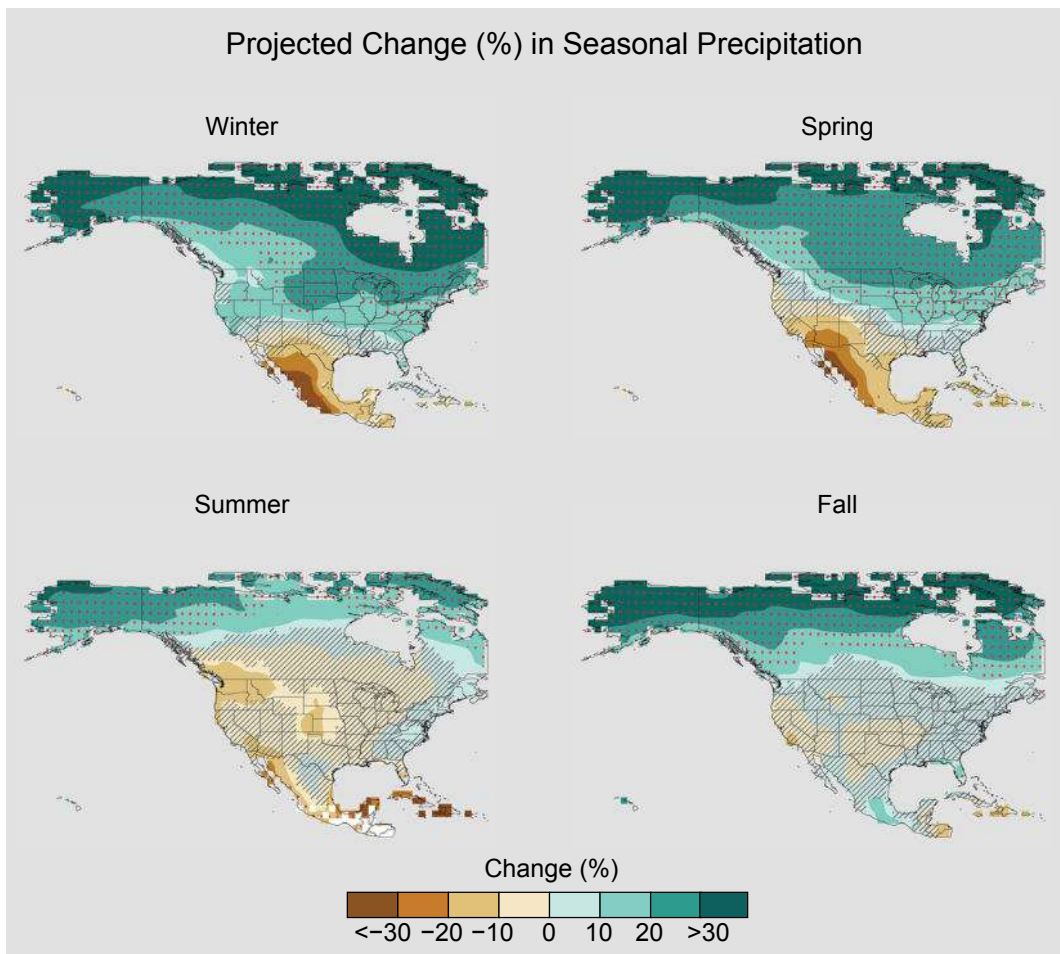 Projected Change (%) in Seasonal Precipitation
Winter
Spring
Summer
Fall
Change (%)
<−30 −20 −10 0 10 20 >30